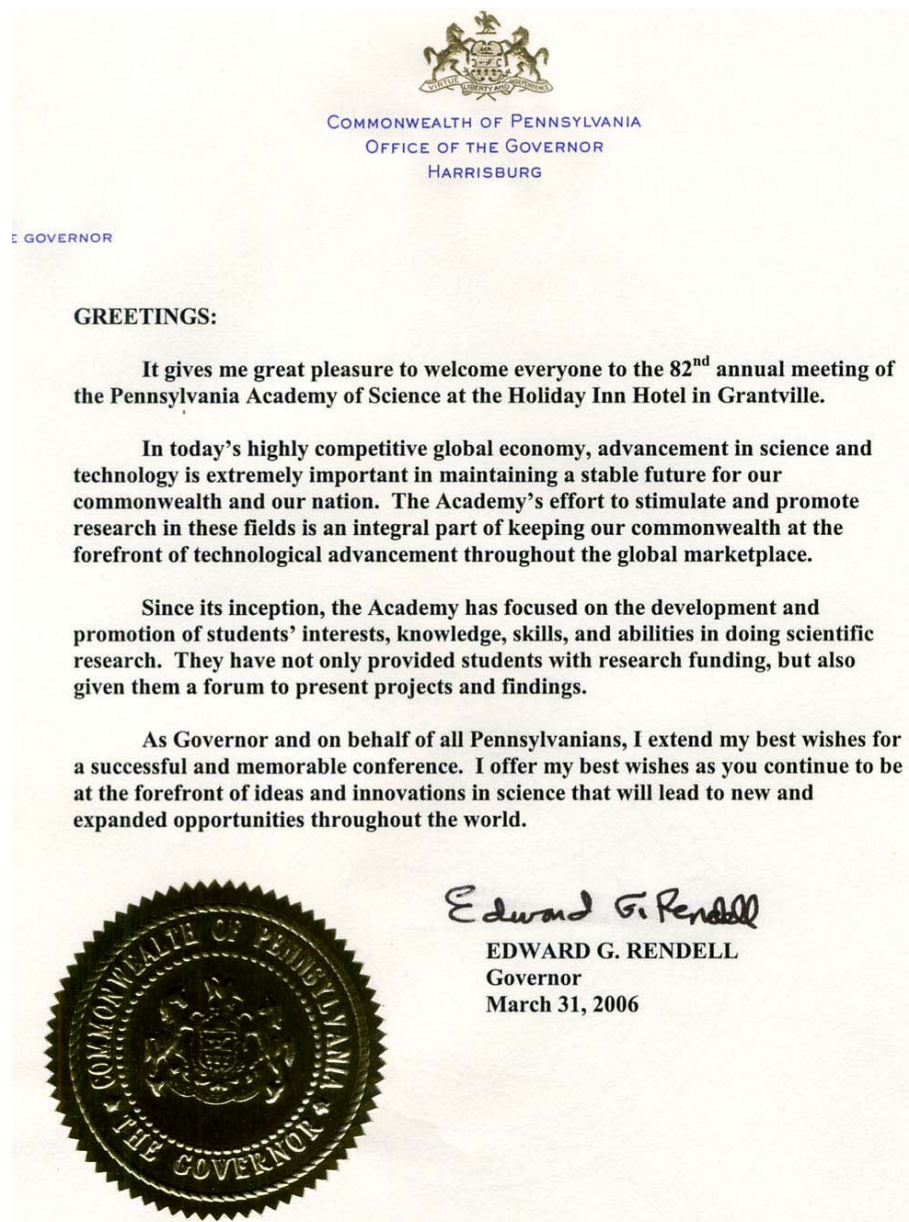 VIRTUE LIBERTY AND INDEPENDENCE
COMMONWEALTH OF PENNSYLVANIA
OFFICE OF THE GOVERNOR
HARRISBURG
E GOVERNOR
GREETINGS:
It gives me great pleasure to welcome everyone to the 82nd annual meeting of
the Pennsylvania Academy of Science at the Holiday Inn Hotel in Grantville.
In today's highly competitive global economy, advancement in science and
technology is extremely important in maintaining a stable future for our
commonwealth and our nation. The Academy's effort to stimulate and promote
research in these fields is an integral part of keeping our commonwealth at the
forefront of technological advancement throughout the global marketplace.
Since its inception, the Academy has focused on the development and
promotion of students' interests, knowledge, skills, and abilities in doing scientific
research. They have not only provided students with research funding, but also
given them a forum to present projects and findings.
As Governor and on behalf of all Pennsylvanians, I extend my best wishes for
a successful and memorable conference. I offer my best wishes as you continue to be
at the forefront of ideas and innovations in science that will lead to new and
expanded opportunities throughout the world.
Edward G. Rendell
EDWARD G. RENDELL
Governor
March 31, 2006
COMMONWEALTH OF PENNSYLVANIA
THE GOVERNOR